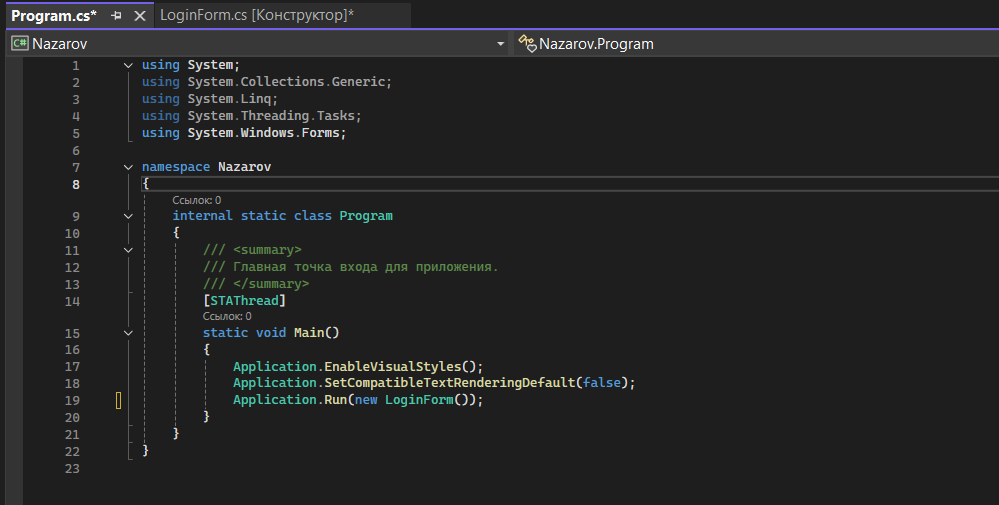 Program.cs*
LoginForm.cs [Конструктор]*
C# Nazarov
Nazarov.Program
1 using System;
2 using System.Collections.Generic;
3 using System.Linq;
4 using System.Threading.Tasks;
5 using System.Windows.Forms;
6
7 namespace Nazarov
8 {
Ссылок: 0
9 internal static class Program
10 {
11 /// <summary>
12 /// Главная точка входа для приложения.
13 /// </summary>
14 [STAThread]
Ссылок: 0
15 static void Main()
16 {
17 Application.EnableVisualStyles();
18 Application.SetCompatibleTextRenderingDefault(false);
19 Application.Run(new LoginForm());
20 }
21 }
22 }
23